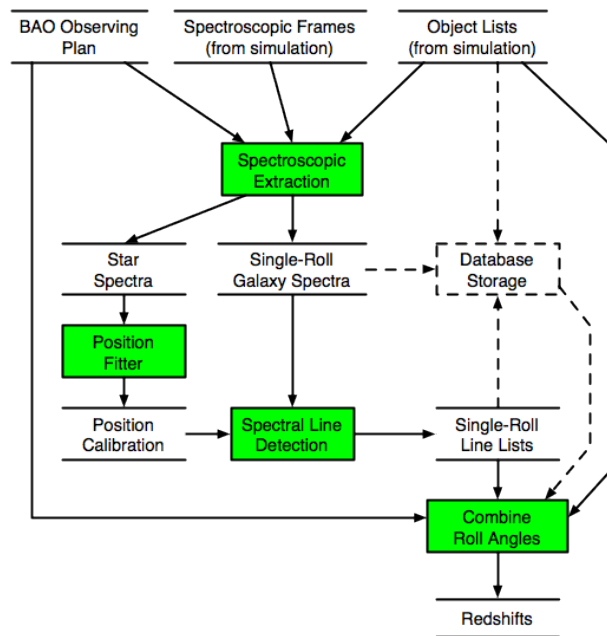 BAO Observing
Plan
Spectroscopic Frames
(from simulation)
Object Lists
(from simulation)
Spectroscopic
Extraction
Star
Spectra
Single-Roll
Galaxy Spectra
Database
Storage
Position
Fitter
Position
Calibration
Spectral Line
Detection
Single-Roll
Line Lists
Combine
Roll Angles
Redshifts